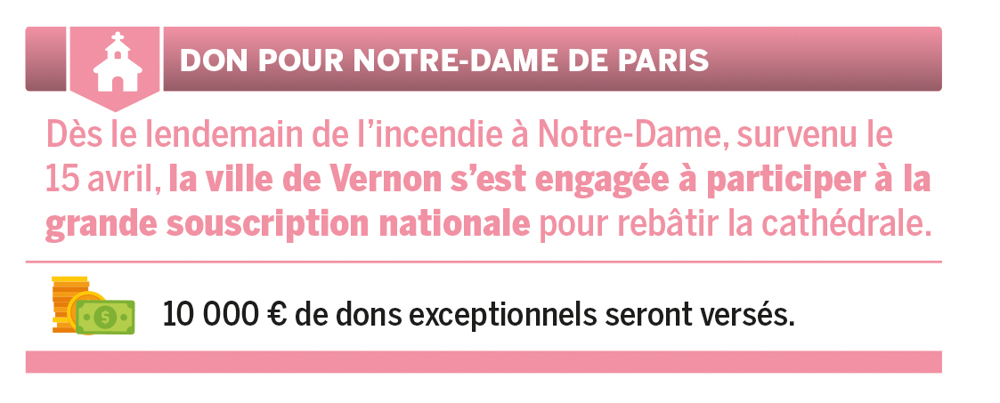 DON POUR NOTRE-DAME DE PARIS
Dès le lendemain de l’incendie à Notre-Dame, survenu le
15 avril, la ville de Vernon s’est engagée à participer à la
grande souscription nationale pour rebâtir la cathédrale.
$
10 000 € de dons exceptionnels seront versés.